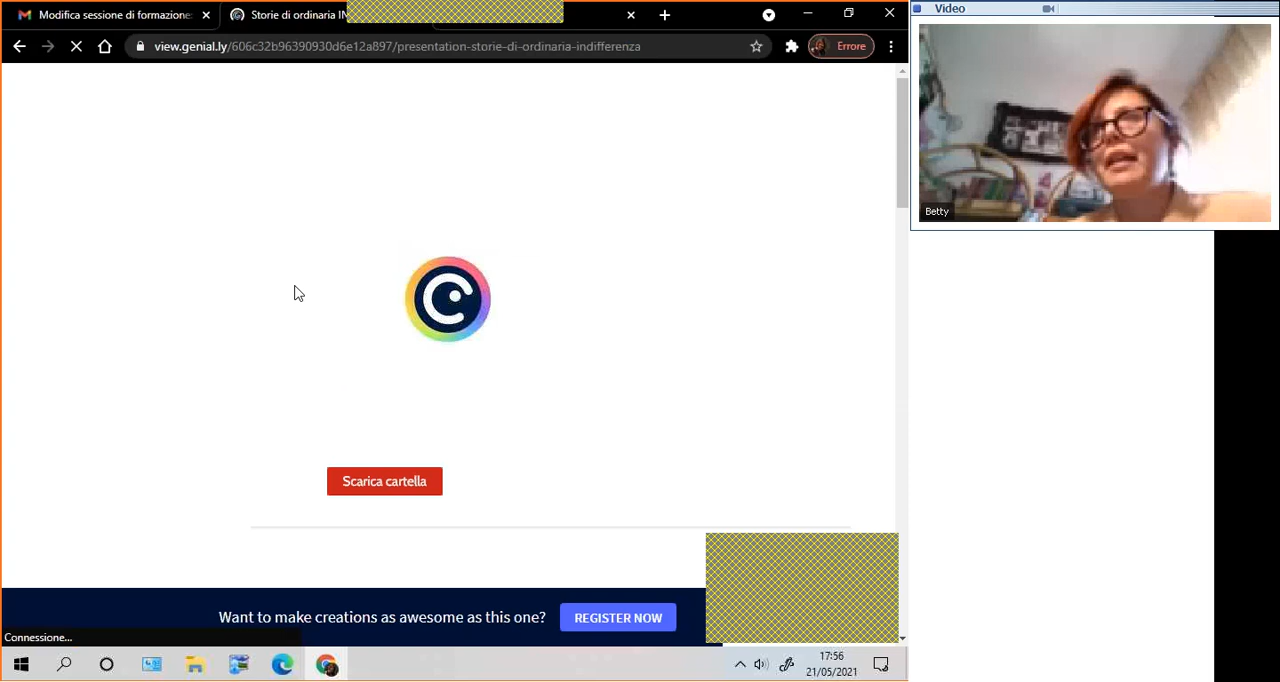 Modifica sessione di formazione:
Storie di ordinaria IN
Video
view.genial.ly/606c32b96390930d6e12a897/presentation-storie-di-ordinaria-indifferenza
Errore
Betty
Scarica cartella
Want to make creations as awesome as this one?
REGISTER NOW
Connessione...
17:56
21/05/2021